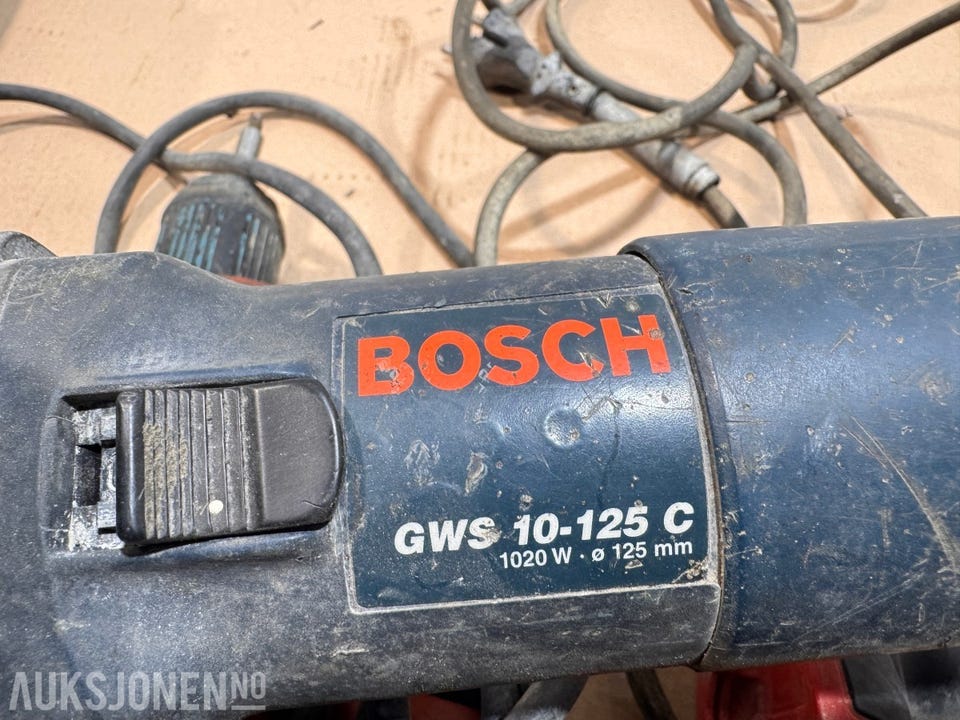 BOSCH
GWS 10-125 C
1020 W · ø 125 mm
AUKSJONEN NO